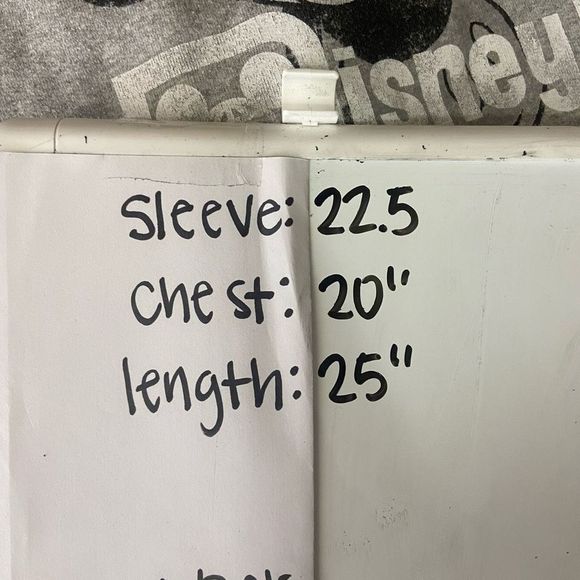 Disney
sleeve: 22.5
chest: 20"
length: 25"